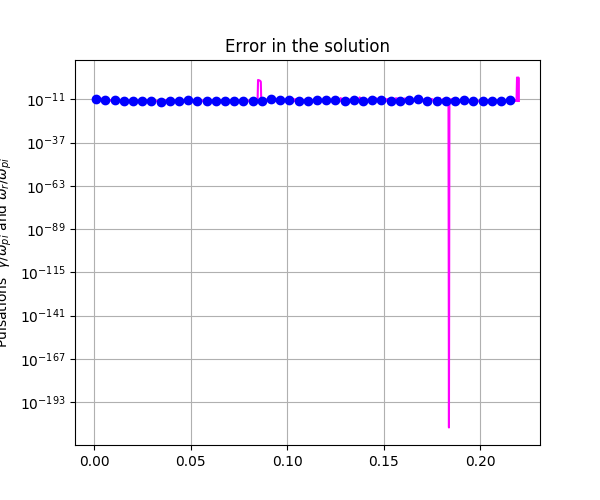 Error in the solution
Pulsations γ/ω_pi and ω_r/ω_pi
10^-11
10^-37
10^-63
10^-89
10^-115
10^-141
10^-167
10^-193
0.00 0.05 0.10 0.15 0.20